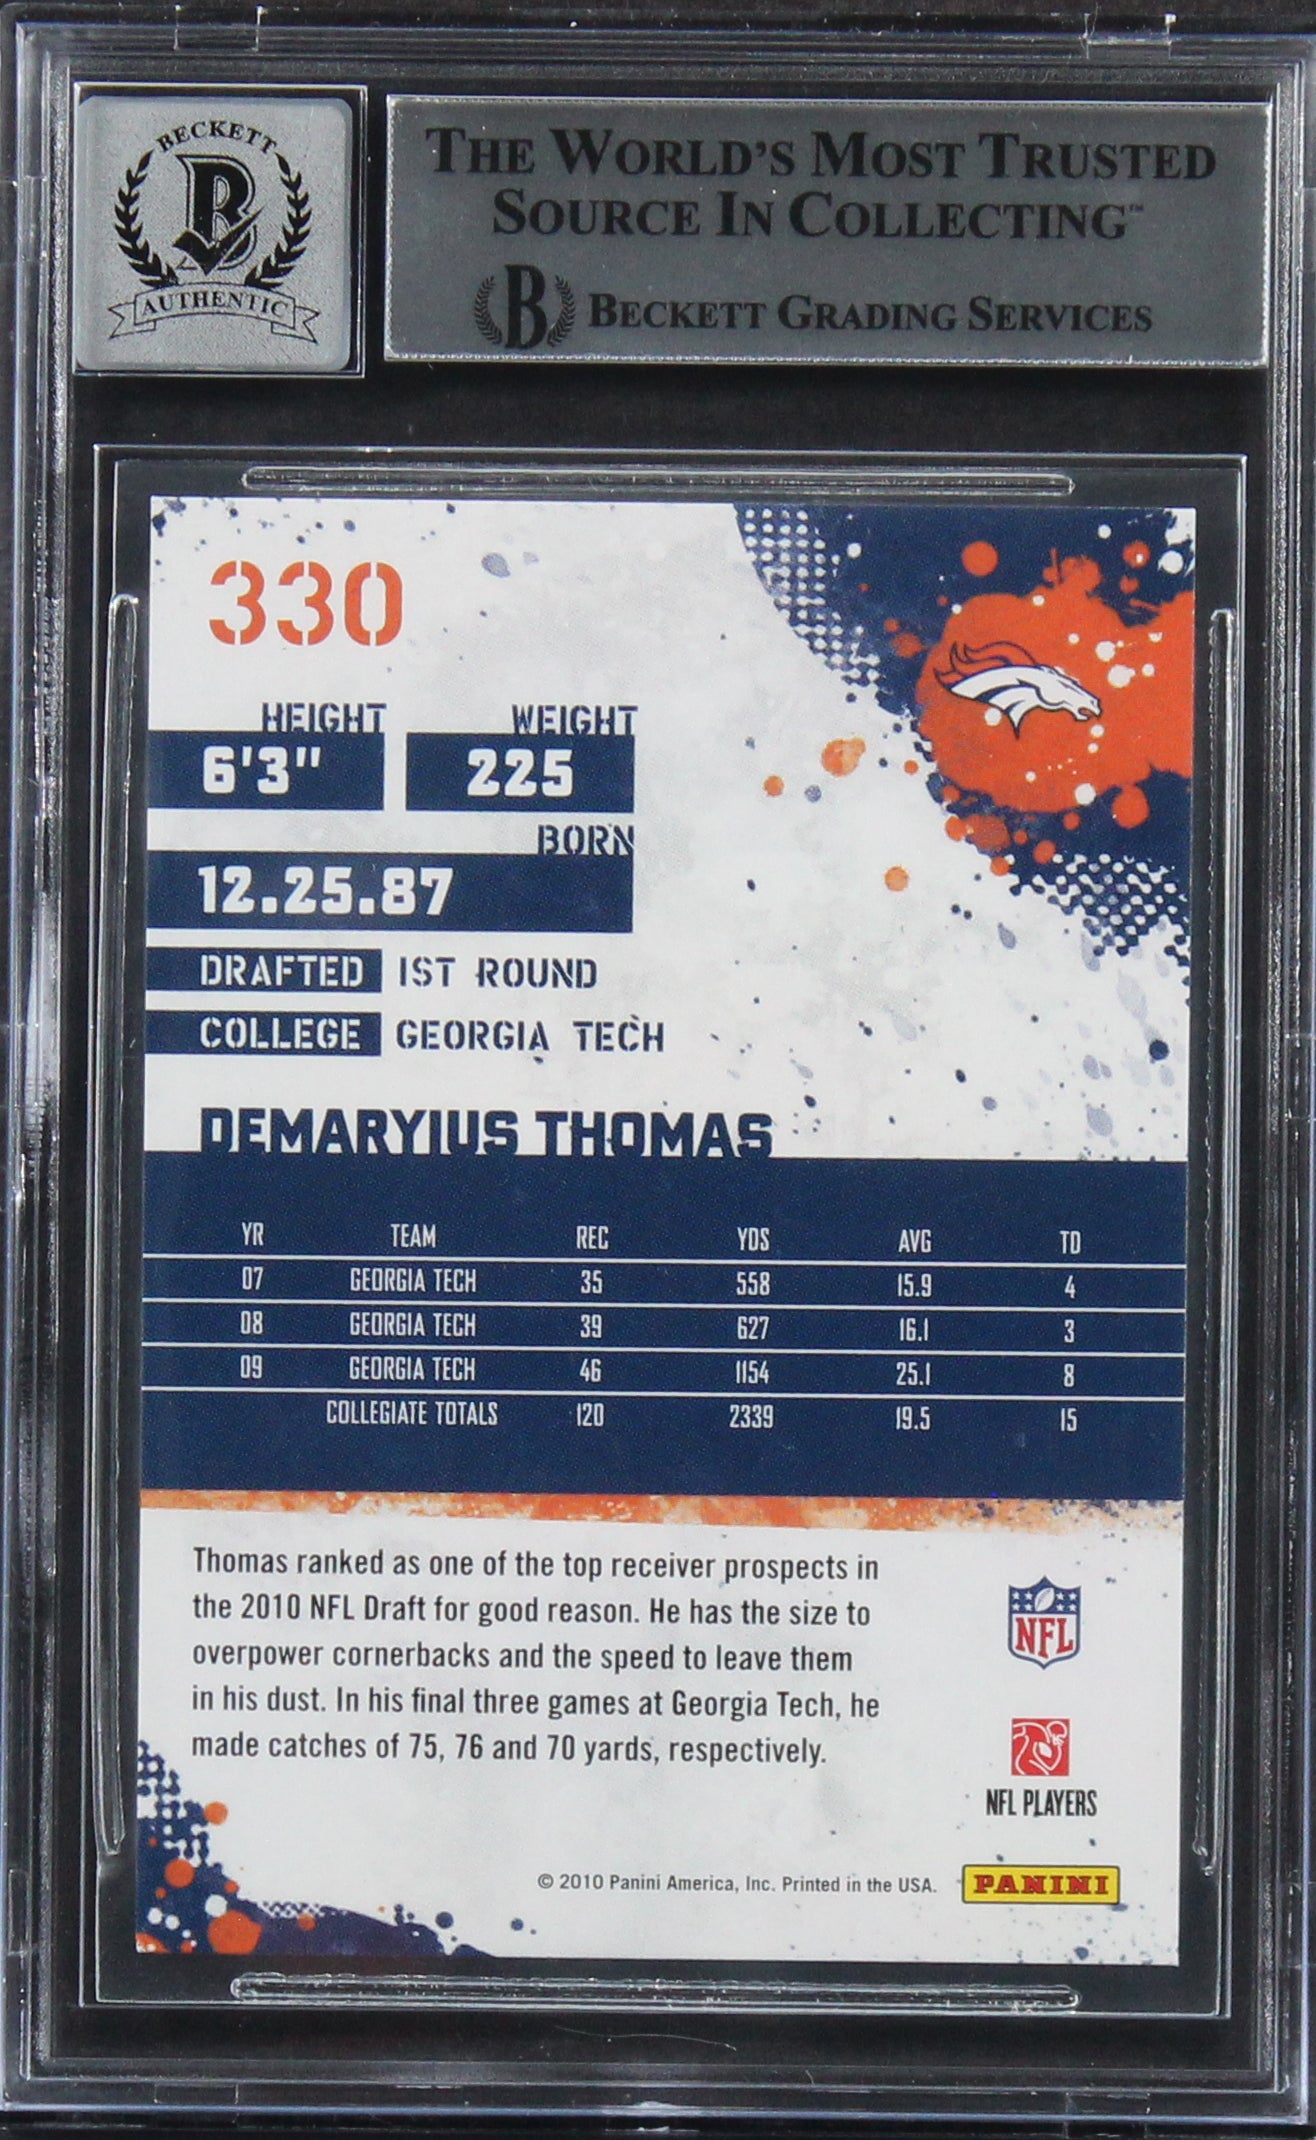 BECKETT
B
AUTHENTIC
THE WORLD'S MOST TRUSTED
SOURCE IN COLLECTING™
B BECKETT GRADING SERVICES
330
HEIGHT WEIGHT
6'3" 225
BORN
12.25.87
DRAFTED 1ST ROUND
COLLEGE GEORGIA TECH
DEMARYIUS THOMAS
YR TEAM REC YDS AVG TD
07 GEORGIA TECH 35 558 15.9 4
08 GEORGIA TECH 39 627 16.1 3
09 GEORGIA TECH 46 1154 25.1 8
COLLEGIATE TOTALS 120 2339 19.5 15
Thomas ranked as one of the top receiver prospects in
the 2010 NFL Draft for good reason. He has the size to
overpower cornerbacks and the speed to leave them
in his dust. In his final three games at Georgia Tech, he
made catches of 75, 76 and 70 yards, respectively.
NFL
NFL PLAYERS
© 2010 Panini America, Inc. Printed in the USA.
PANINI